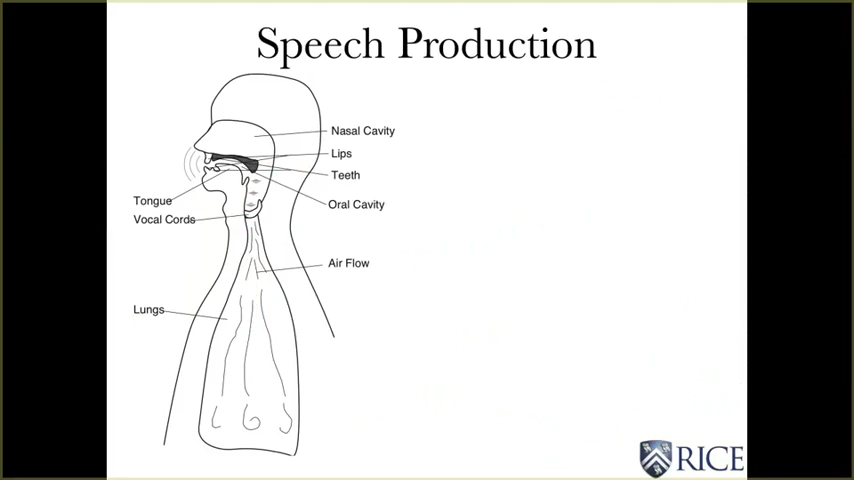 Speech Production
Nasal Cavity
Lips
Teeth
Tongue
Oral Cavity
Vocal Cords
Air Flow
Lungs
RICE